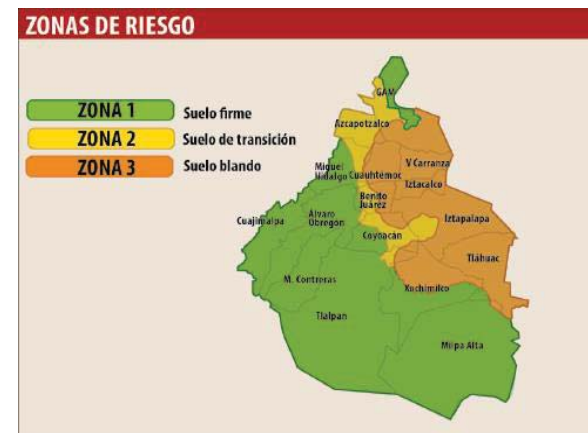 ZONAS DE RIESGO
ZONA 1 Suelo firme
ZONA 2 Suelo de transición
ZONA 3 Suelo blando
GAM
Azcapotzalco
Miguel
Hidalgo
Cuauhtémoc
V Carranza
Iztacalco
Benito
Juárez
Iztapalapa
Cuajimalpa
Álvaro
Obregón
Coyoacán
Tláhuac
M. Contreras
Xochimilco
Tlalpan
Milpa Alta